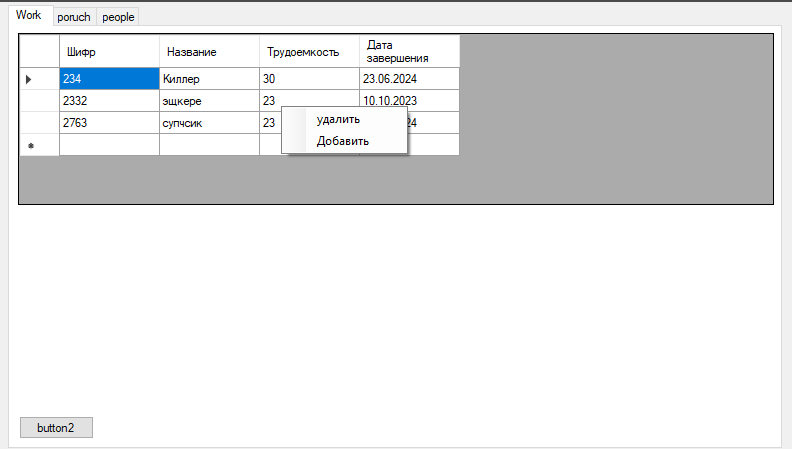 Work poruch people
Шифр Название Трудоемкость Дата
завершения
234 Киллер 30 23.06.2024
2332 эщкере 23 10.10.2023
2763 супчсик 23
удалить
Добавить
button2